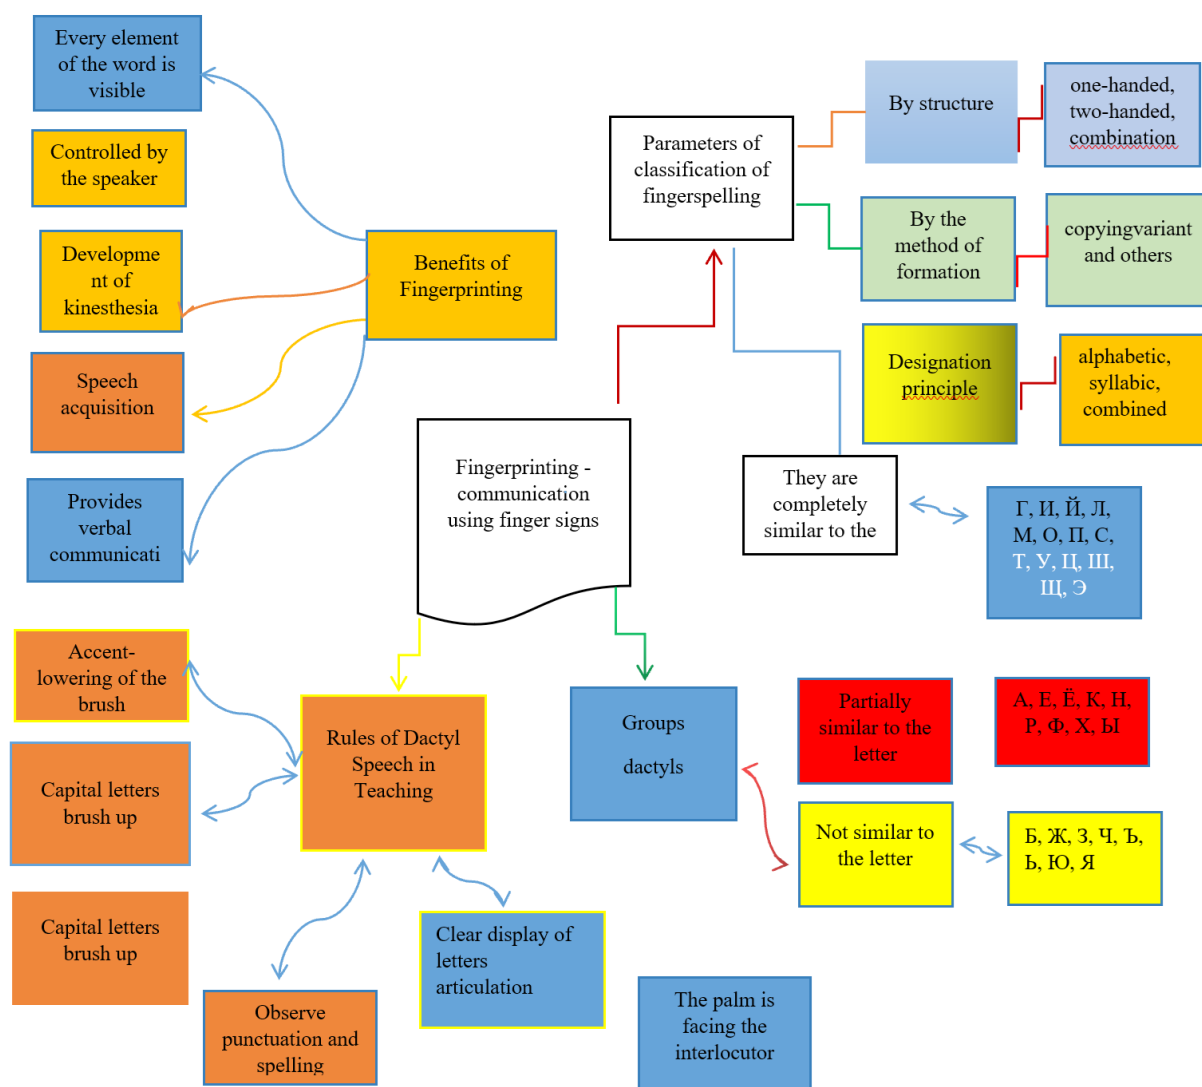 Every element
of the word is
visible
Controlled by
the speaker
Developme
nt of
kinesthesia
Speech
acquisition
Provides
verbal
communicati
Benefits of
Fingerprinting
Parameters of
classification of
fingerspelling
By structure
one-handed,
two-handed,
combination
By the
method of
formation
copyingvariant
and others
Designation
principle
alphabetic,
syllabic,
combined
Fingerprinting -
communication
using finger signs
They are
completely
similar to the
Г, И, Й, Л,
М, О, П, С,
Т, У, Ц, Ш,
Щ, Э
Accent-
lowering of the
brush
Capital letters
brush up
Capital letters
brush up
Rules of Dactyl
Speech in
Teaching
Observe
punctuation and
spelling
Clear display of
letters
articulation
Groups
dactyls
Partially
similar to the
letter
А, Е, Ё, К, Н,
Р, Ф, Х, Ы
Not similar to
the letter
Б, Ж, З, Ч, Ъ,
Ь, Ю, Я
The palm is
facing the
interlocutor